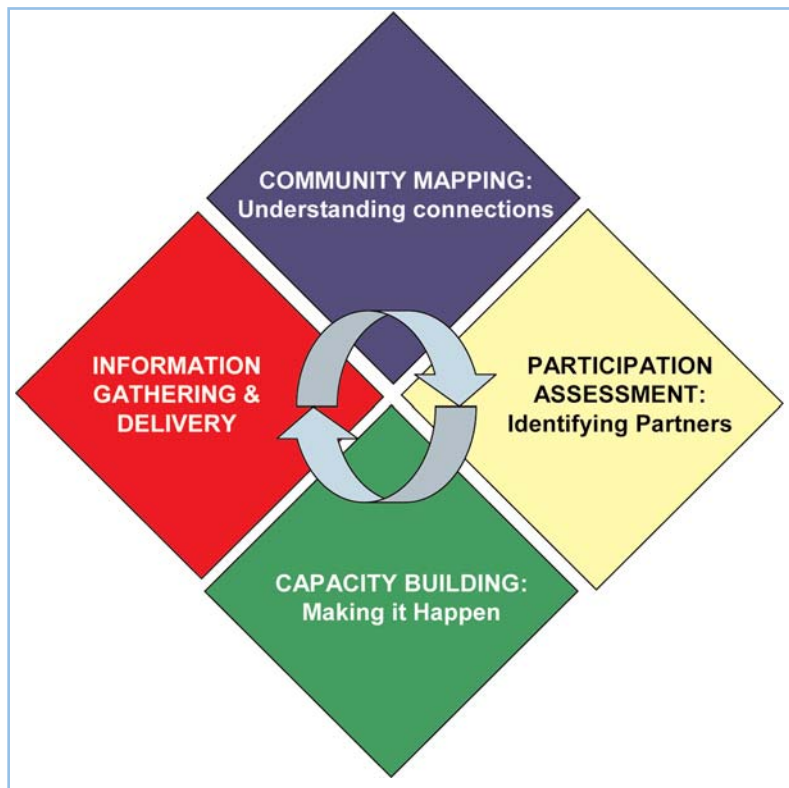 COMMUNITY MAPPING:
Understanding connections
INFORMATION
GATHERING &
DELIVERY
PARTICIPATION
ASSESSMENT:
Identifying Partners
CAPACITY BUILDING:
Making it Happen